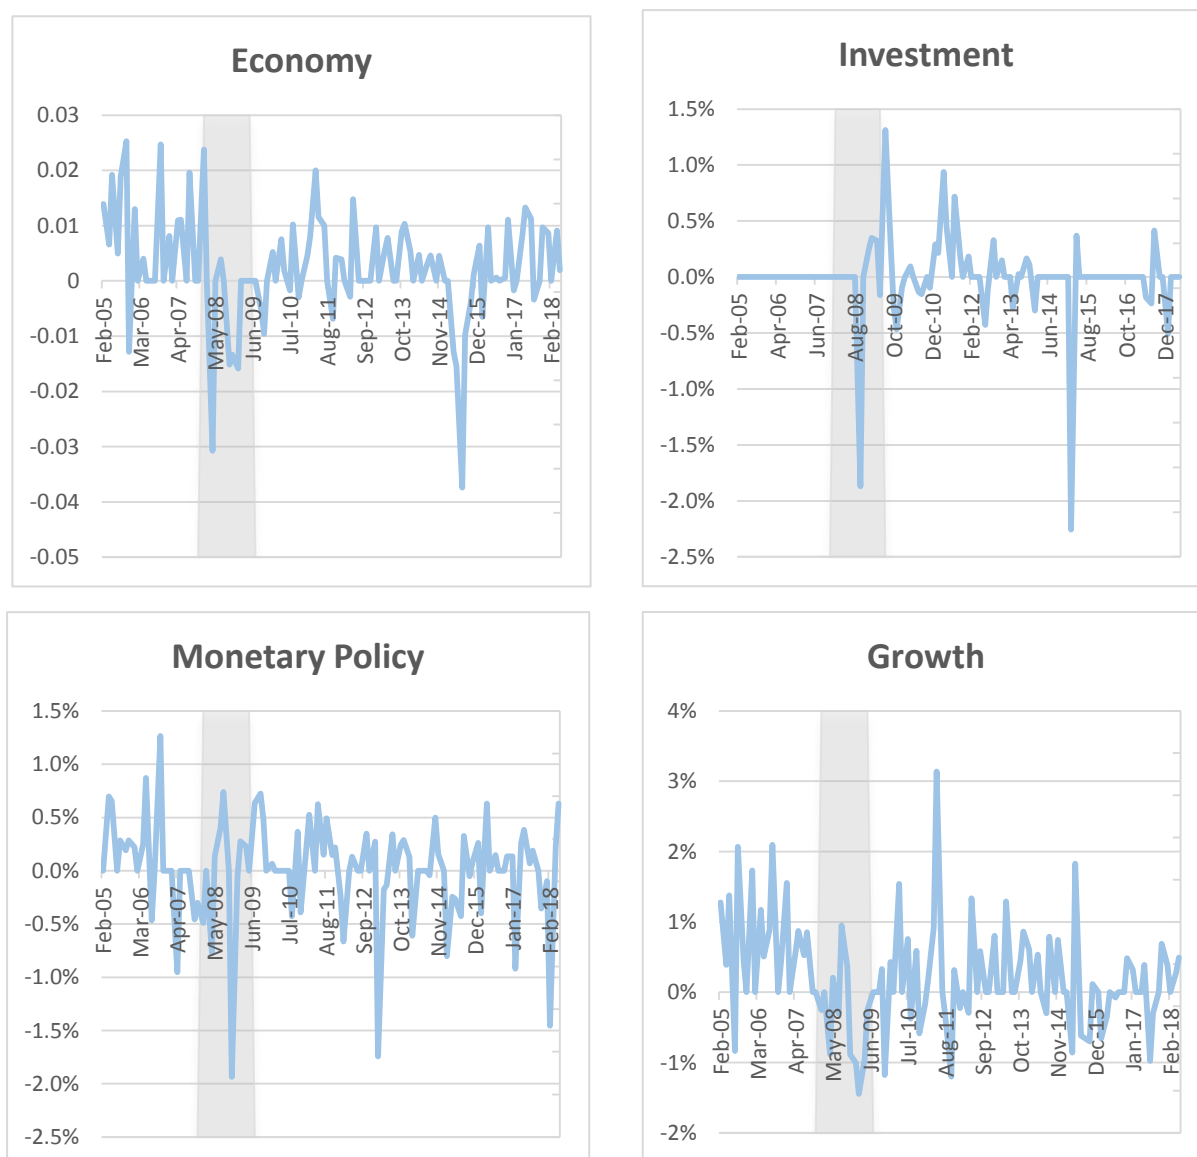 Economy
0.03
0.02
0.01
0
-0.01
-0.02
-0.03
-0.04
-0.05
Feb-05
Mar-06
Apr-07
May-08
Jun-09
Jul-10
Aug-11
Sep-12
Oct-13
Nov-14
Dec-15
Jan-17
Feb-18
Investment
1.5%
1.0%
0.5%
0.0%
-0.5%
-1.0%
-1.5%
-2.0%
-2.5%
Feb-05
Apr-06
Jun-07
Aug-08
Oct-09
Dec-10
Feb-12
Apr-13
Jun-14
Aug-15
Oct-16
Dec-17
Monetary Policy
1.5%
1.0%
0.5%
0.0%
-0.5%
-1.0%
-1.5%
-2.0%
-2.5%
Feb-05
Mar-06
Apr-07
May-08
Jun-09
Jul-10
Aug-11
Sep-12
Oct-13
Nov-14
Dec-15
Jan-17
Feb-18
Growth
4%
3%
2%
1%
0%
-1%
-2%
Feb-05
Mar-06
Apr-07
May-08
Jun-09
Jul-10
Aug-11
Sep-12
Oct-13
Nov-14
Dec-15
Jan-17
Feb-18